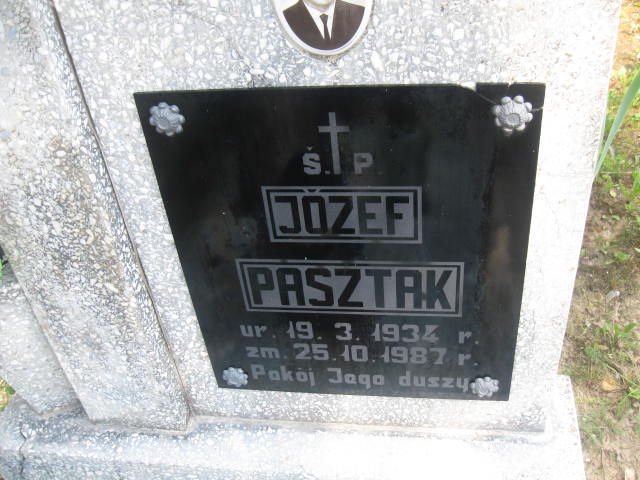 Ś. P.
JÓZEF
PASZTAK
ur. 19. 3. 1934 r.
zm. 25. 10. 1987 r.
Pokój Jego duszy